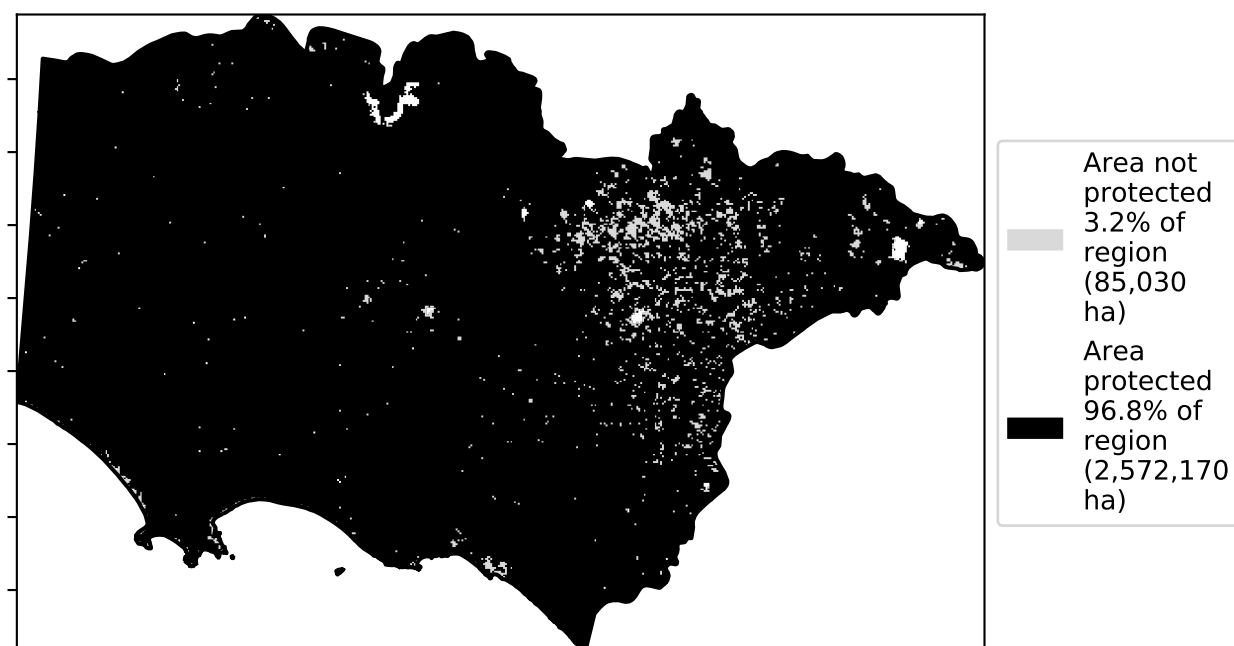 Area not
protected
3.2% of
region
(85,030
ha)
Area
protected
96.8% of
region
(2,572,170
ha)